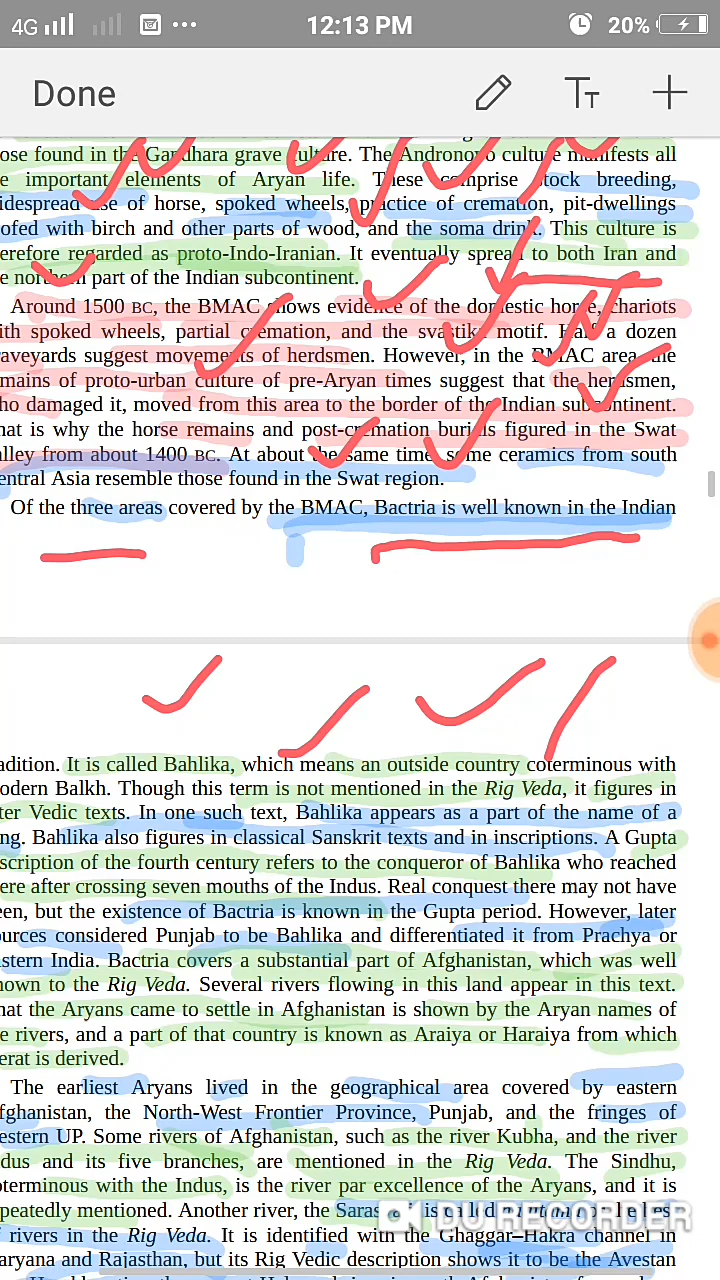 4G 12:13 PM 20%
Done TT
ose found in the Gandhara grave culture. The Andronovo culture manifests all
e important elements of Aryan life. These comprise stock breeding,
idespread use of horse, spoked wheels, practice of cremation, pit-dwellings
ofed with birch and other parts of wood, and the soma drink. This culture is
erefore regarded as proto-Indo-Iranian. It eventually spread to both Iran and
e northern part of the Indian subcontinent.
Around 1500 BC, the BMAC shows evidence of the domestic horse, chariots
ith spoked wheels, partial cremation, and the svastika motif. Half a dozen
aveyards suggest movements of herdsmen. However, in the BMAC area, the
mains of proto-urban culture of pre-Aryan times suggest that the herdsmen,
ho damaged it, moved from this area to the border of the Indian subcontinent.
hat is why the horse remains and post-cremation burials figured in the Swat
alley from about 1400 BC. At about the same time, some ceramics from south
entral Asia resemble those found in the Swat region.
Of the three areas covered by the BMAC, Bactria is well known in the Indian
adition. It is called Bahlika, which means an outside country coterminous with
odern Balkh. Though this term is not mentioned in the Rig Veda, it figures in
ter Vedic texts. In one such text, Bahlika appears as a part of the name of a
ng. Bahlika also figures in classical Sanskrit texts and in inscriptions. A Gupta
scription of the fourth century refers to the conqueror of Bahlika who reached
ere after crossing seven mouths of the Indus. Real conquest there may not have
een, but the existence of Bactria is known in the Gupta period. However, later
ources considered Punjab to be Bahlika and differentiated it from Prachya or
stern India. Bactria covers a substantial part of Afghanistan, which was well
nown to the Rig Veda. Several rivers flowing in this land appear in this text.
hat the Aryans came to settle in Afghanistan is shown by the Aryan names of
e rivers, and a part of that country is known as Araiya or Haraiya from which
erat is derived.
The earliest Aryans lived in the geographical area covered by eastern
fghanistan, the North-West Frontier Province, Punjab, and the fringes of
estern UP. Some rivers of Afghanistan, such as the river Kubha, and the river
dus and its five branches, are mentioned in the Rig Veda. The Sindhu,
oterminous with the Indus, is the river par excellence of the Aryans, and it is
peatedly mentioned. Another river, the is called
DU RECORDER
f rivers in the Rig Veda. It is identified with the Ghaggar–Hakra channel in
aryana and Rajasthan, but its Rig Vedic description shows it to be the Avestan